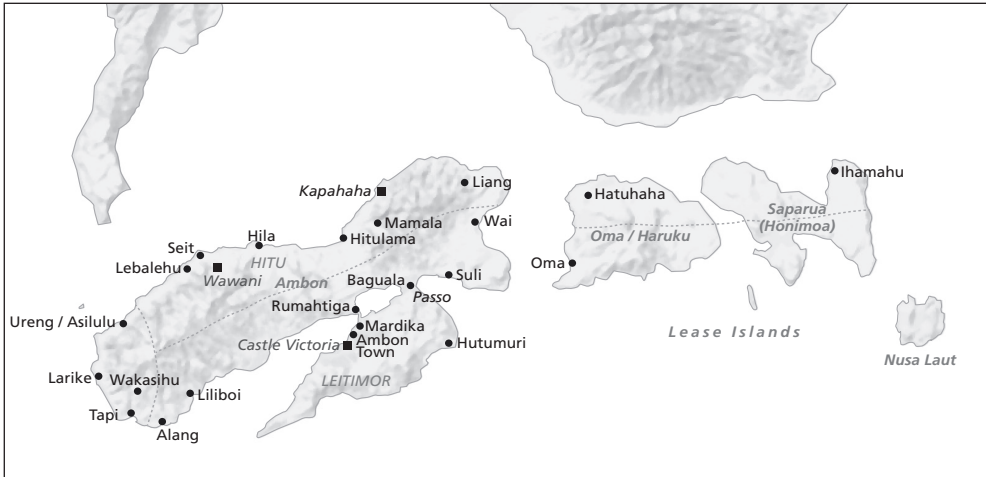 Kapahaha
Liang
Ihamahu
Hatuhaha
Mamala
Wai
Saparua
(Honimoa)
Oma / Haruku
Hitulama
Hila
Seit
HITU
Lebalehu
Wawani
Ambon
Baguala
Suli
Oma
Passo
Rumahtiga
Ureng / Asilulu
Mardika
Ambon
Town
Castle Victoria
Hutumuri
Lease Islands
Nusa Laut
Larike
Wakasihu
LEITIMOR
Liliboi
Tapi
Alang